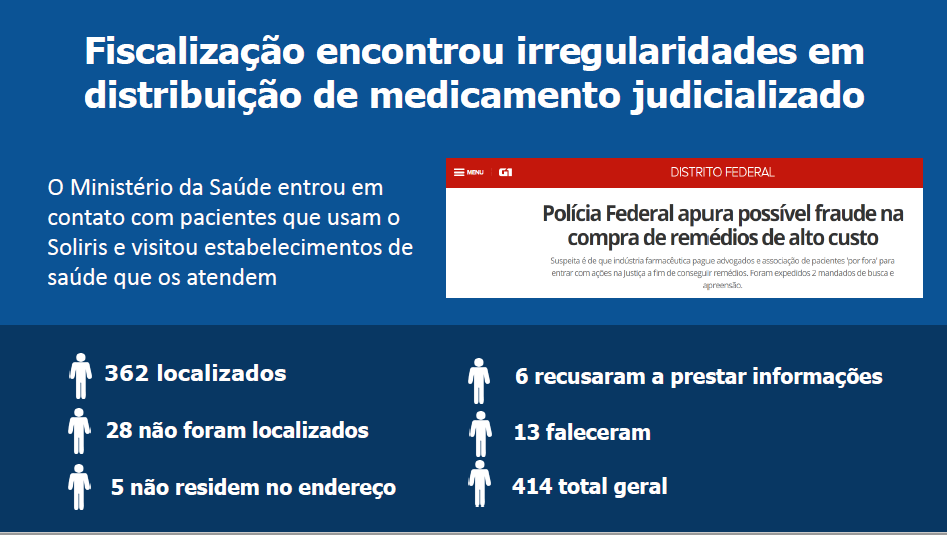 Fiscalização encontrou irregularidades em
distribuição de medicamento judicializado
O Ministério da Saúde entrou em
contato com pacientes que usam o
Soliris e visitou estabelecimentos de
saúde que os atendem
MENU G1 DISTRITO FEDERAL
Polícia Federal apura possível fraude na
compra de remédios de alto custo
Suspeita é de que indústria farmacêutica pague advogados e associação de pacientes 'por fora' para
entrar com ações na Justiça a fim de conseguir remédios. Foram expedidos 2 mandados de busca e
apreensão.
362 localizados
28 não foram localizados
5 não residem no endereço
6 recusaram a prestar informações
13 faleceram
414 total geral